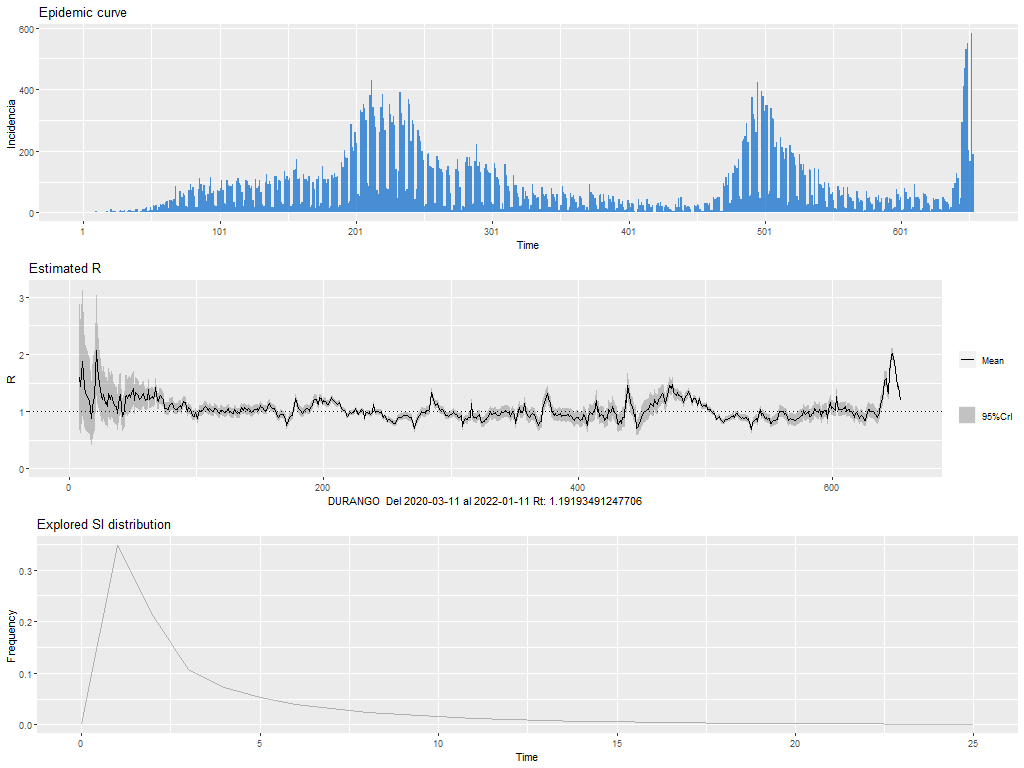 Epidemic curve
600
400
200
0
Incidencia
1 101 201 301 401 501 601
Time
Estimated R
3
2
1
0
R
Mean
95%CrI
0 200 400 600
DURANGO Del 2020-03-11 al 2022-01-11 Rt: 1.19193491247706
Explored SI distribution
0.3
0.2
0.1
0.0
Frequency
0 5 10 15 20 25
Time